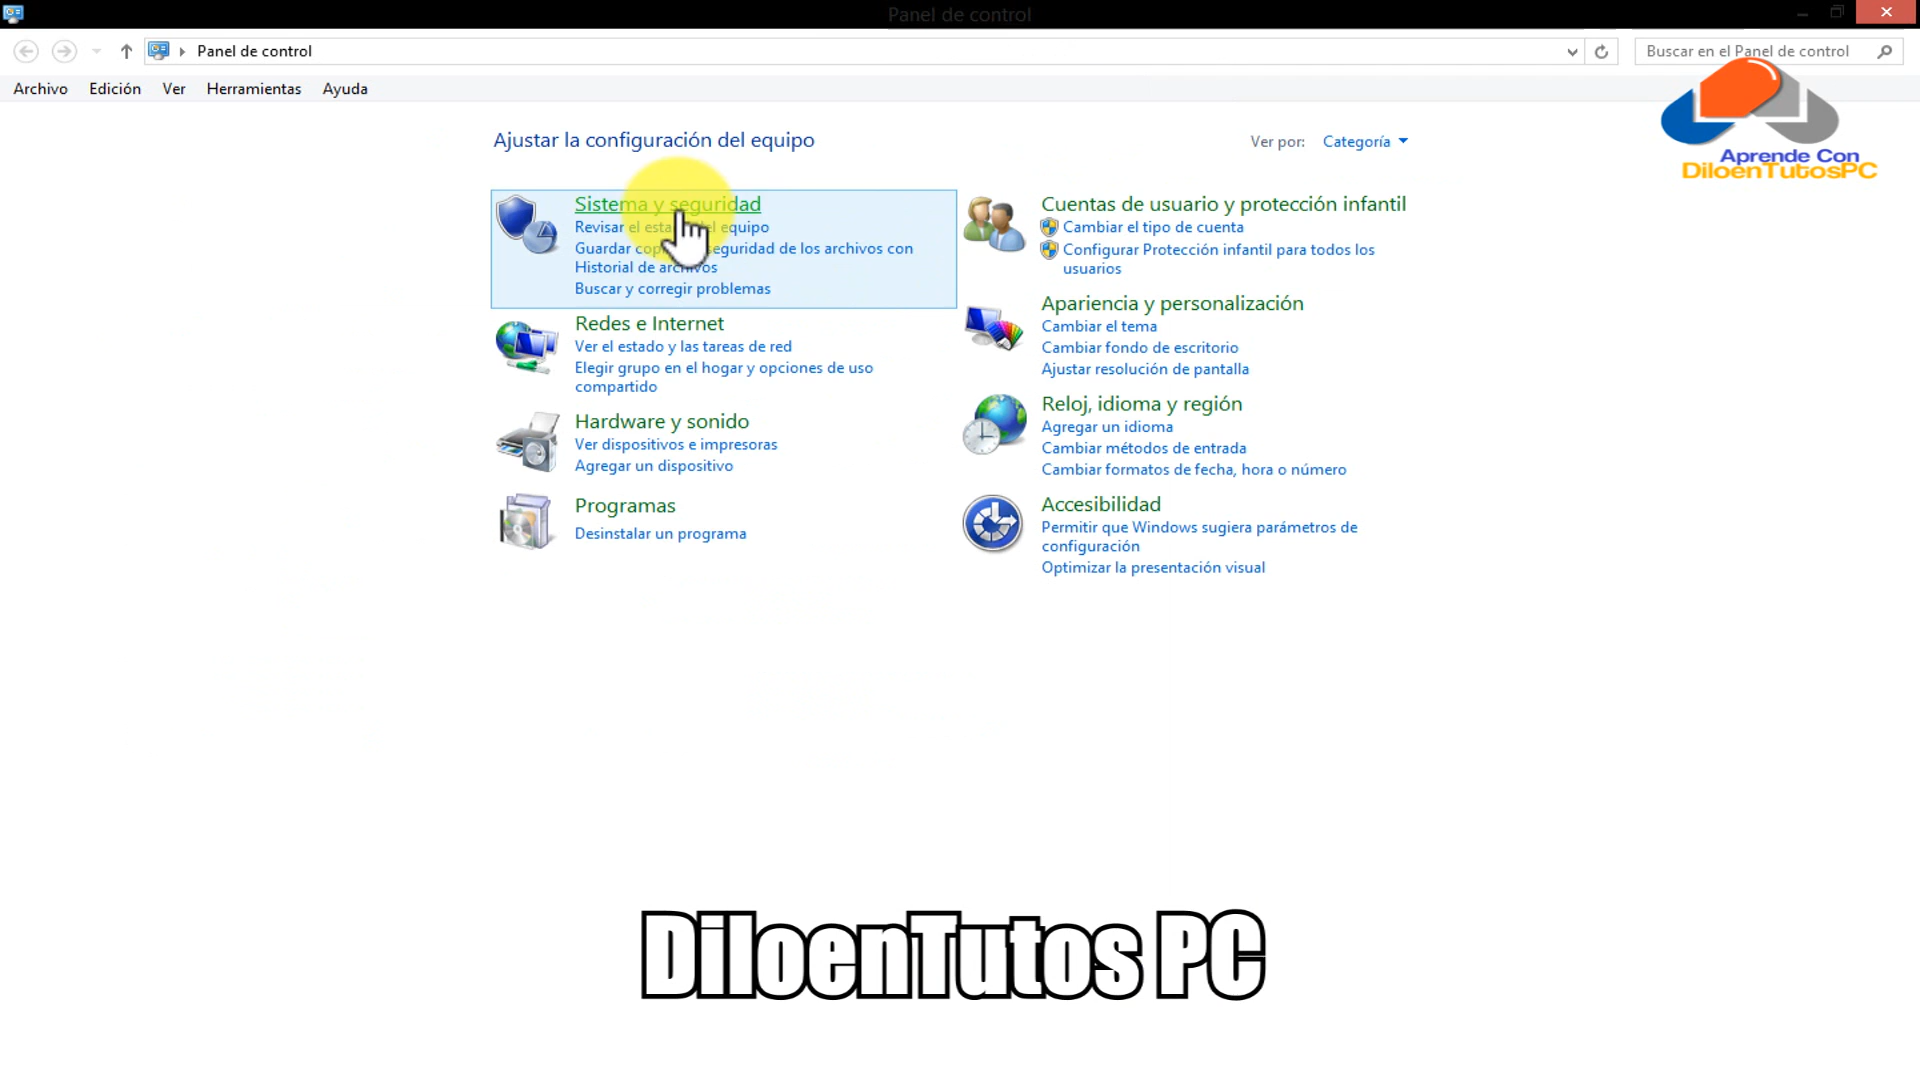 Panel de control
Panel de control
Buscar en el Panel de control
Archivo Edición Ver Herramientas Ayuda
Aprende Con
DiloenTutosPC
Ajustar la configuración del equipo
Ver por: Categoría
Sistema y seguridad
Revisar el estado del equipo
Guardar copias seguridad de los archivos con
Historial de archivos
Buscar y corregir problemas
Redes e Internet
Ver el estado y las tareas de red
Elegir grupo en el hogar y opciones de uso
compartido
Hardware y sonido
Ver dispositivos e impresoras
Agregar un dispositivo
Programas
Desinstalar un programa
Cuentas de usuario y protección infantil
Cambiar el tipo de cuenta
Configurar Protección infantil para todos los
usuarios
Apariencia y personalización
Cambiar el tema
Cambiar fondo de escritorio
Ajustar resolución de pantalla
Reloj, idioma y región
Agregar un idioma
Cambiar métodos de entrada
Cambiar formatos de fecha, hora o número
Accesibilidad
Permitir que Windows sugiera parámetros de
configuración
Optimizar la presentación visual
DiloenTutos PC